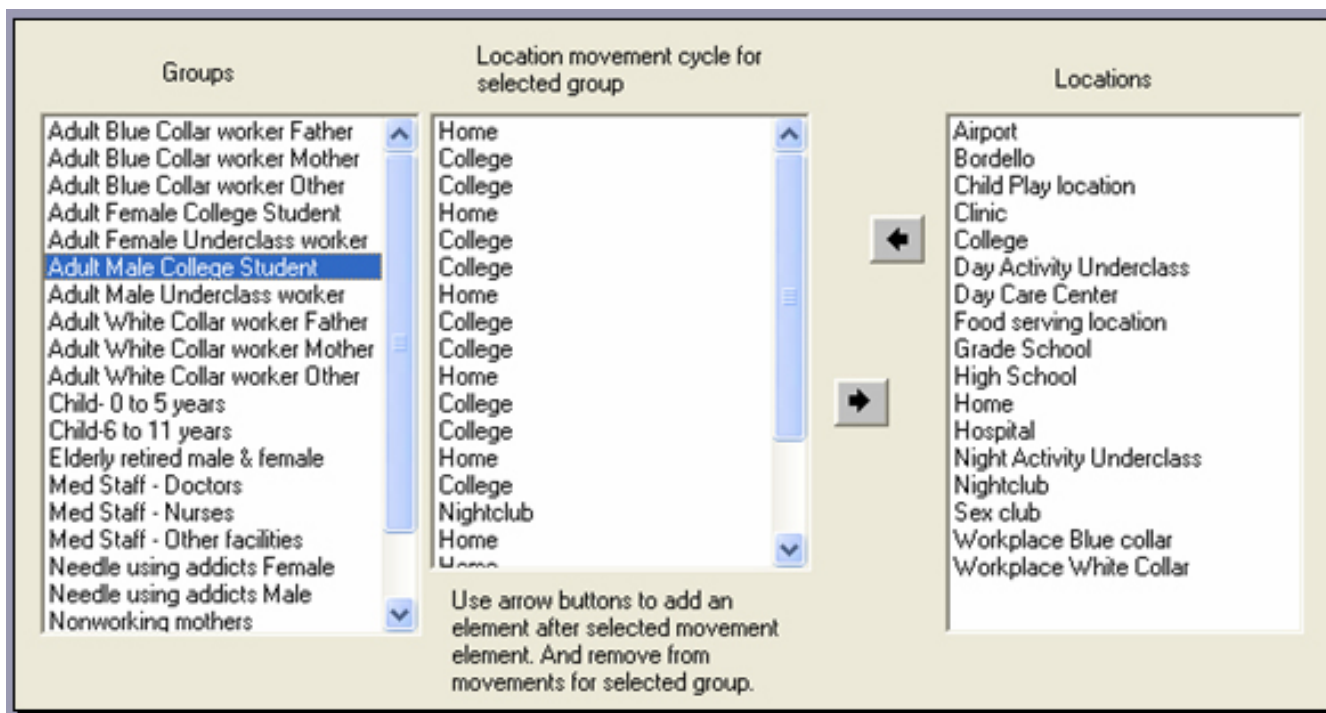 Groups
Adult Blue Collar worker Father
Adult Blue Collar worker Mother
Adult Blue Collar worker Other
Adult Female College Student
Adult Female Underclass worker
Adult Male College Student
Adult Male Underclass worker
Adult White Collar worker Father
Adult White Collar worker Mother
Adult White Collar worker Other
Child- 0 to 5 years
Child-6 to 11 years
Elderly retired male & female
Med Staff - Doctors
Med Staff - Nurses
Med Staff - Other facilities
Needle using addicts Female
Needle using addicts Male
Nonworking mothers
Location movement cycle for
selected group
Home
College
College
Home
College
College
Home
College
College
Home
College
College
Home
College
Nightclub
Home
Home
Use arrow buttons to add an
element after selected movement
element. And remove from
movements for selected group.
Locations
Airport
Bordello
Child Play location
Clinic
College
Day Activity Underclass
Day Care Center
Food serving location
Grade School
High School
Home
Hospital
Night Activity Underclass
Nightclub
Sex club
Workplace Blue collar
Workplace White Collar